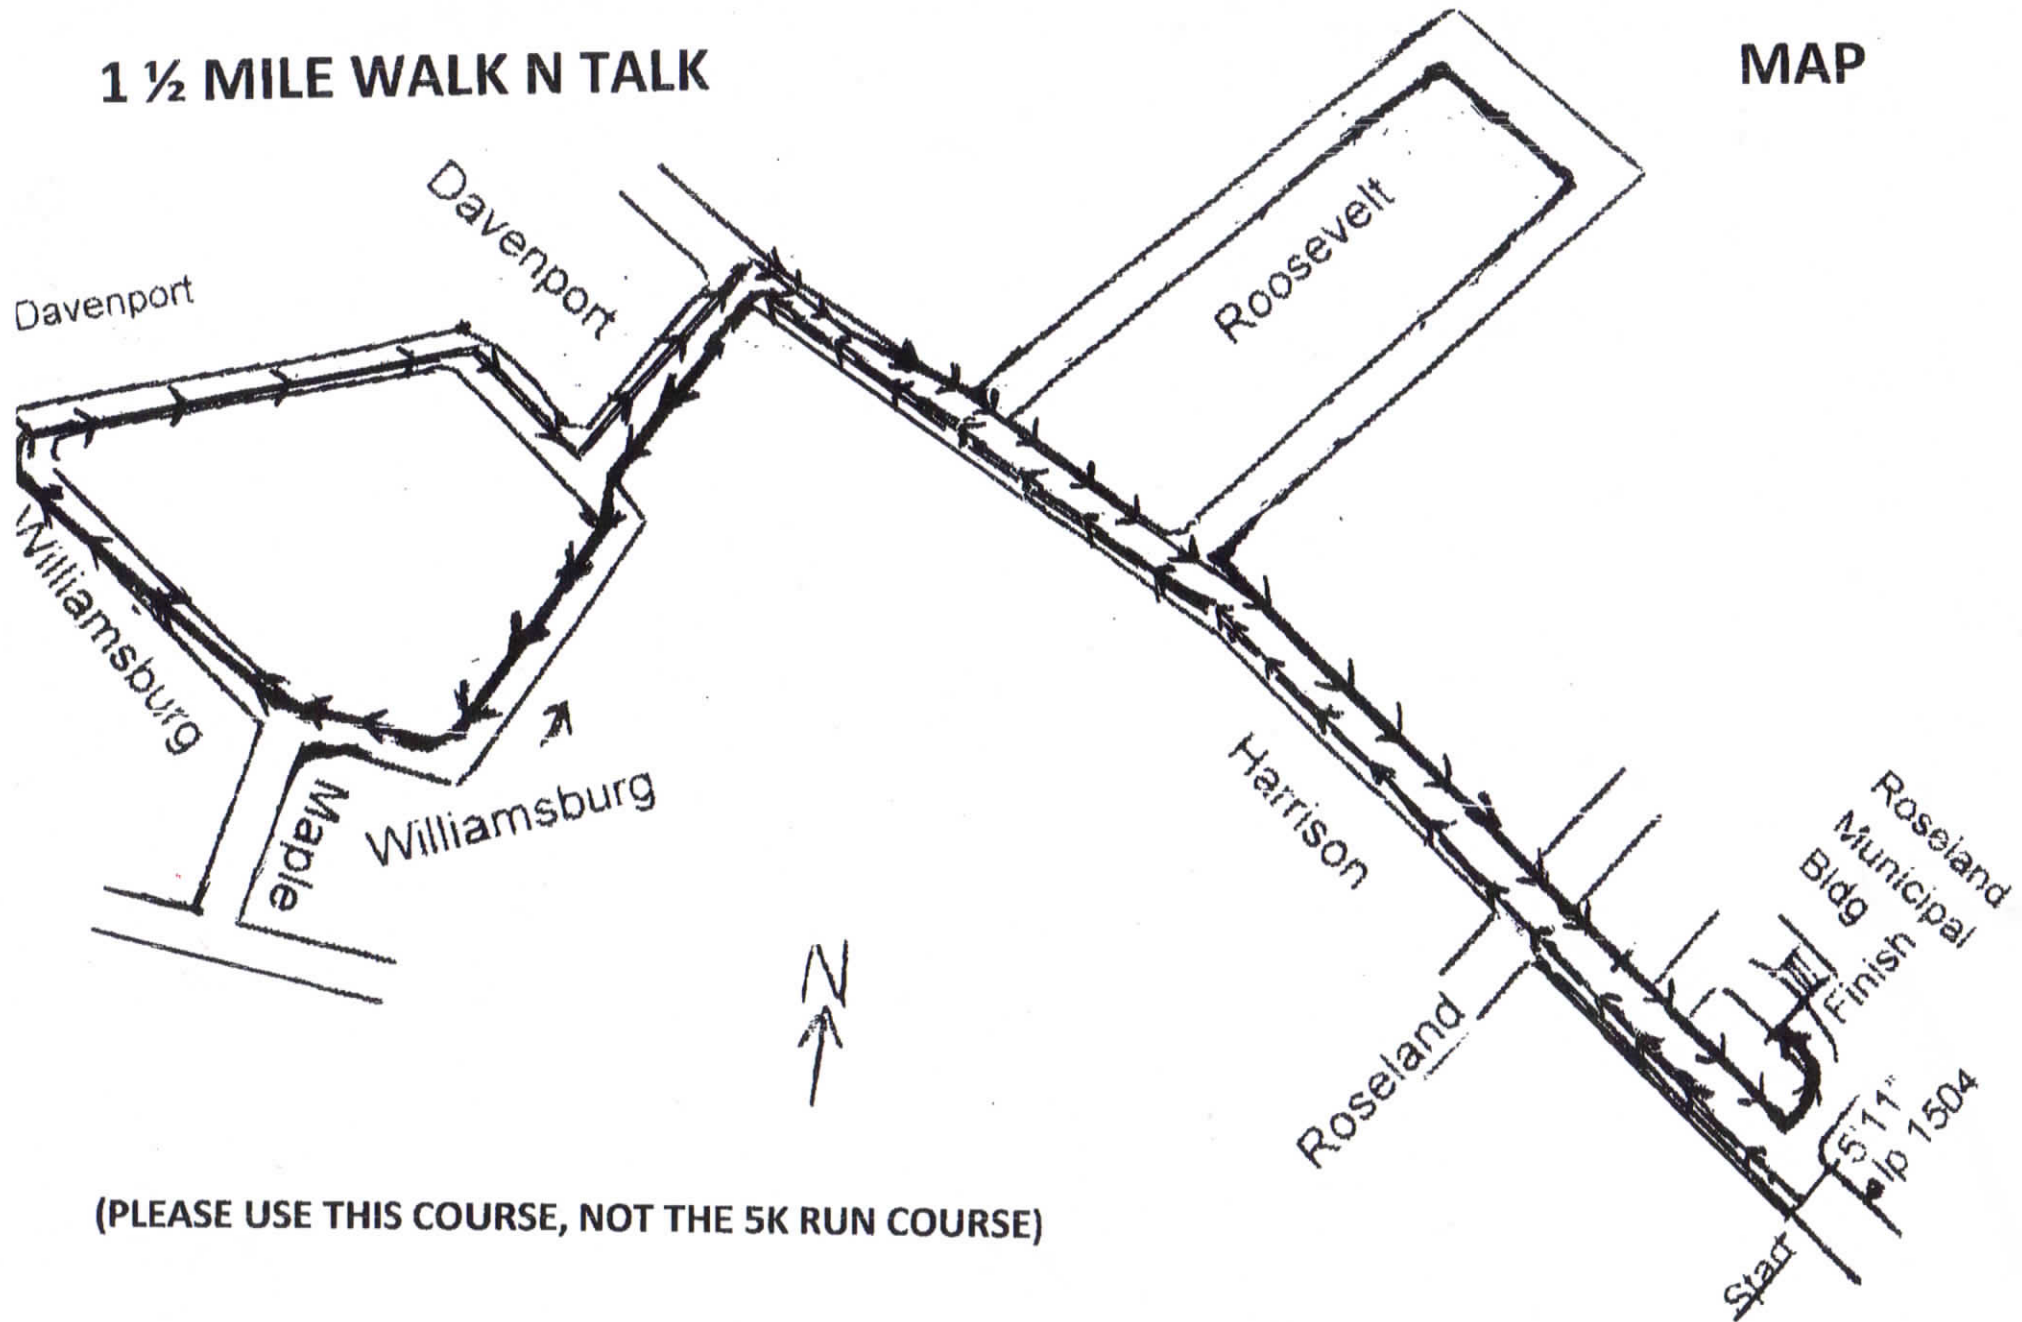 1 ½ MILE WALK N TALK
MAP
Davenport
Davenport
Roosevelt
Williamsburg
Maple
Williamsburg
Harrison
Roseland
Municipal
Bldg
Finish
Roseland
N
5'11"
lp 1504
Start
(PLEASE USE THIS COURSE, NOT THE 5K RUN COURSE)